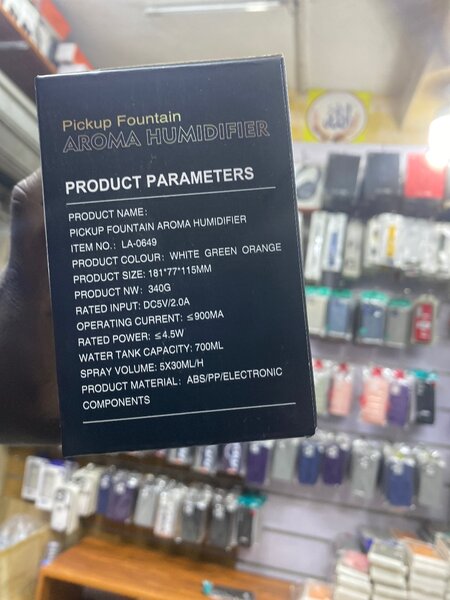 Pickup Fountain
AROMA HUMIDIFIER
PRODUCT PARAMETERS
PRODUCT NAME:
PICKUP FOUNTAIN AROMA HUMIDIFIER
ITEM NO.: LA-0649
PRODUCT COLOUR: WHITE GREEN ORANGE
PRODUCT SIZE: 181*77*115MM
PRODUCT NW: 340G
RATED INPUT: DC5V/2.0A
OPERATING CURRENT: ≤900MA
RATED POWER: ≤4.5W
WATER TANK CAPACITY: 700ML
SPRAY VOLUME: 5X30ML/H
PRODUCT MATERIAL: ABS/PP/ELECTRONIC
COMPONENTS